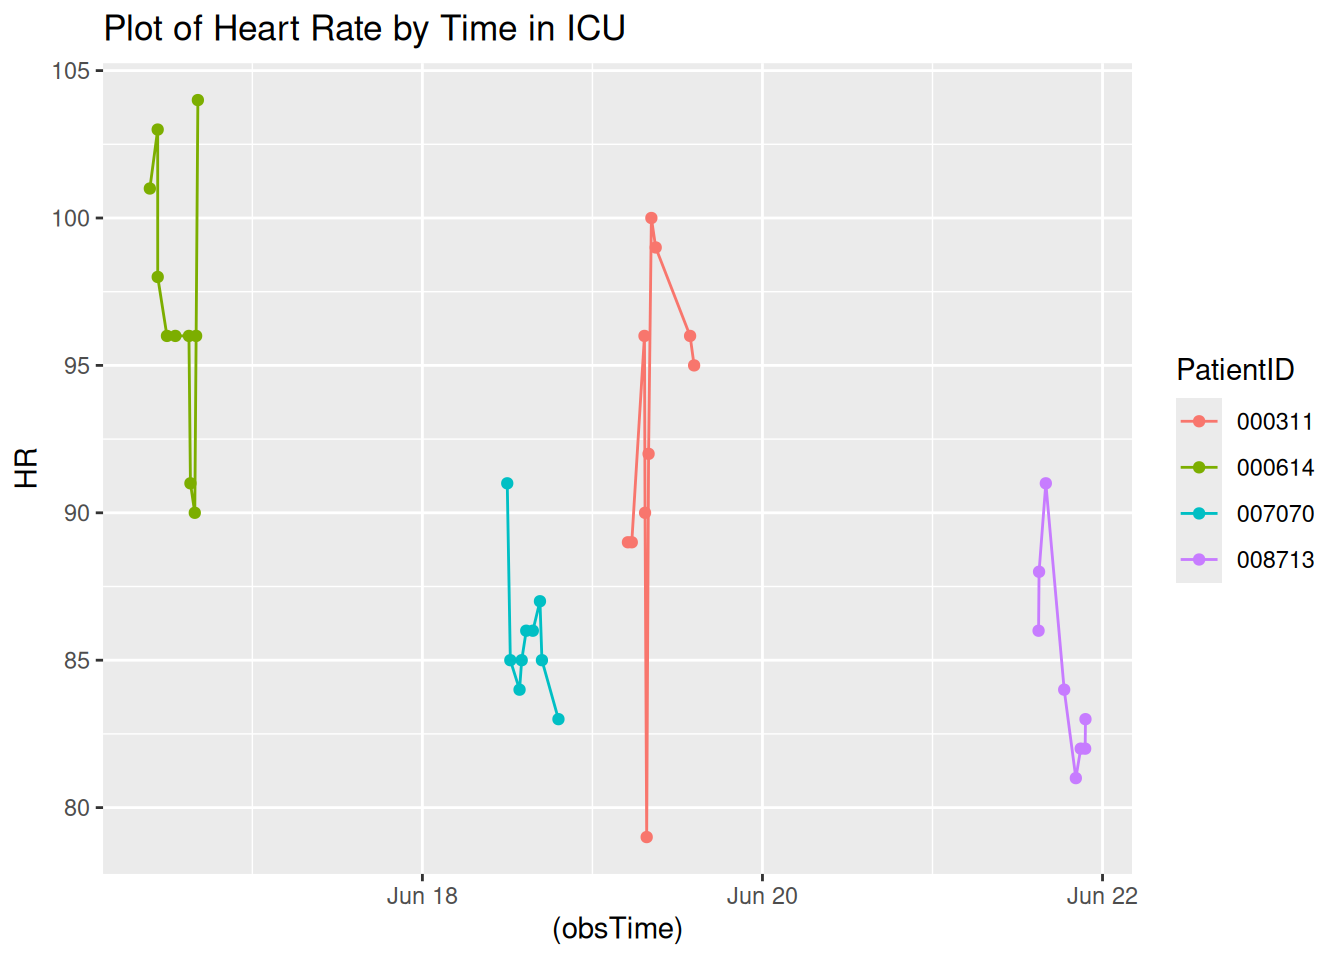 Plot of Heart Rate by Time in ICU
105
100
95
90
85
80
HR
Jun 18
Jun 20
Jun 22
(obsTime)
PatientID
000311
000614
007070
008713